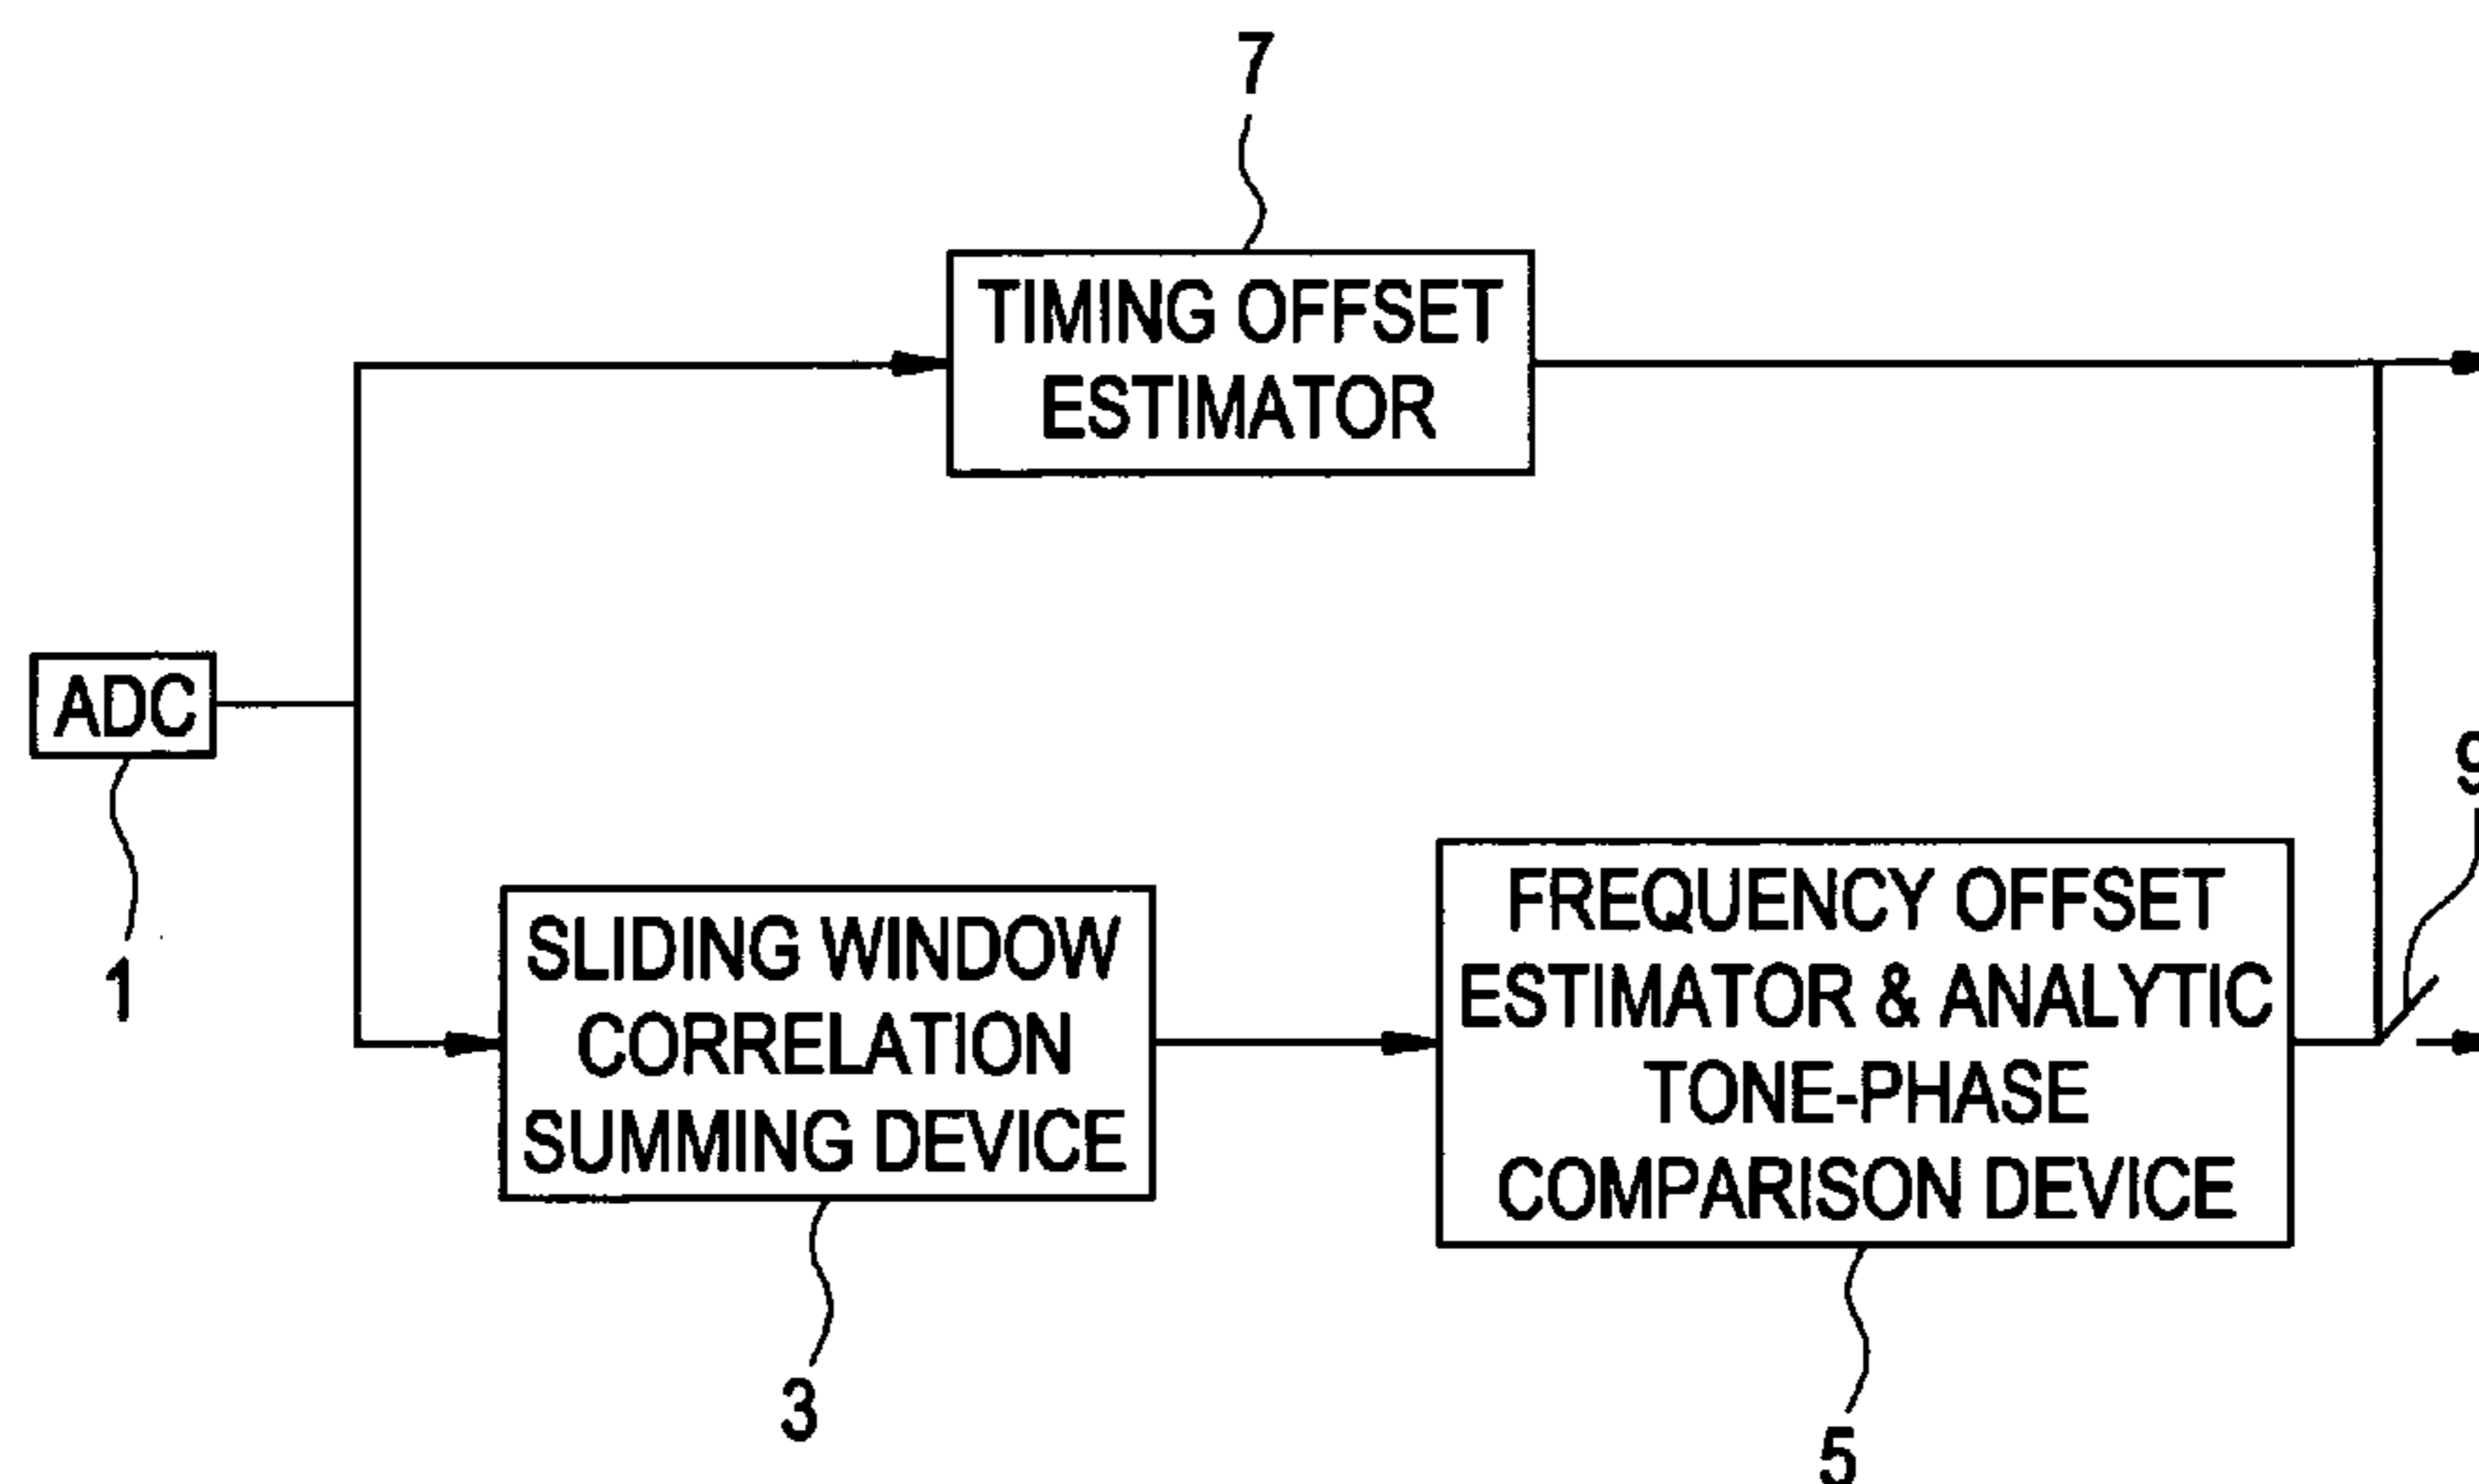 7
TIMING OFFSET
ESTIMATOR
ADC
1
9
SLIDING WINDOW
CORRELATION
SUMMING DEVICE
3
FREQUENCY OFFSET
ESTIMATOR & ANALYTIC
TONE-PHASE
COMPARISON DEVICE
5